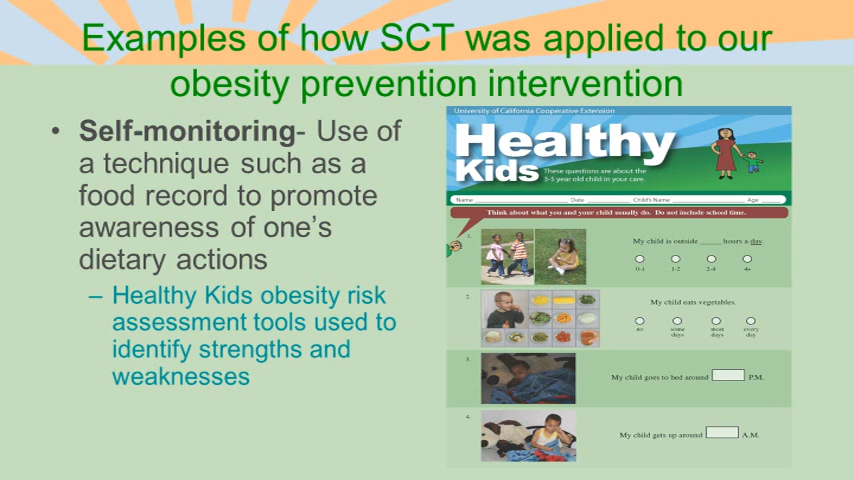 Examples of how SCT was applied to our
obesity prevention intervention
• Self-monitoring- Use of
a technique such as a
food record to promote
awareness of one's
dietary actions
– Healthy Kids obesity risk
assessment tools used to
identify strengths and
weaknesses
University of California Cooperative Extension
Healthy
Kids
These questions are about the
3-5 year old child in your care.
Name Date Child's Name Age
Think about what you and your child usually do. Do not include school time.
1.
My child is outside _____ hours a day.
0-1 1-2 2-4 4+
2.
My child eats vegetables.
no some days most days every day
3.
My child goes to bed around P.M.
4.
My child gets up around A.M.